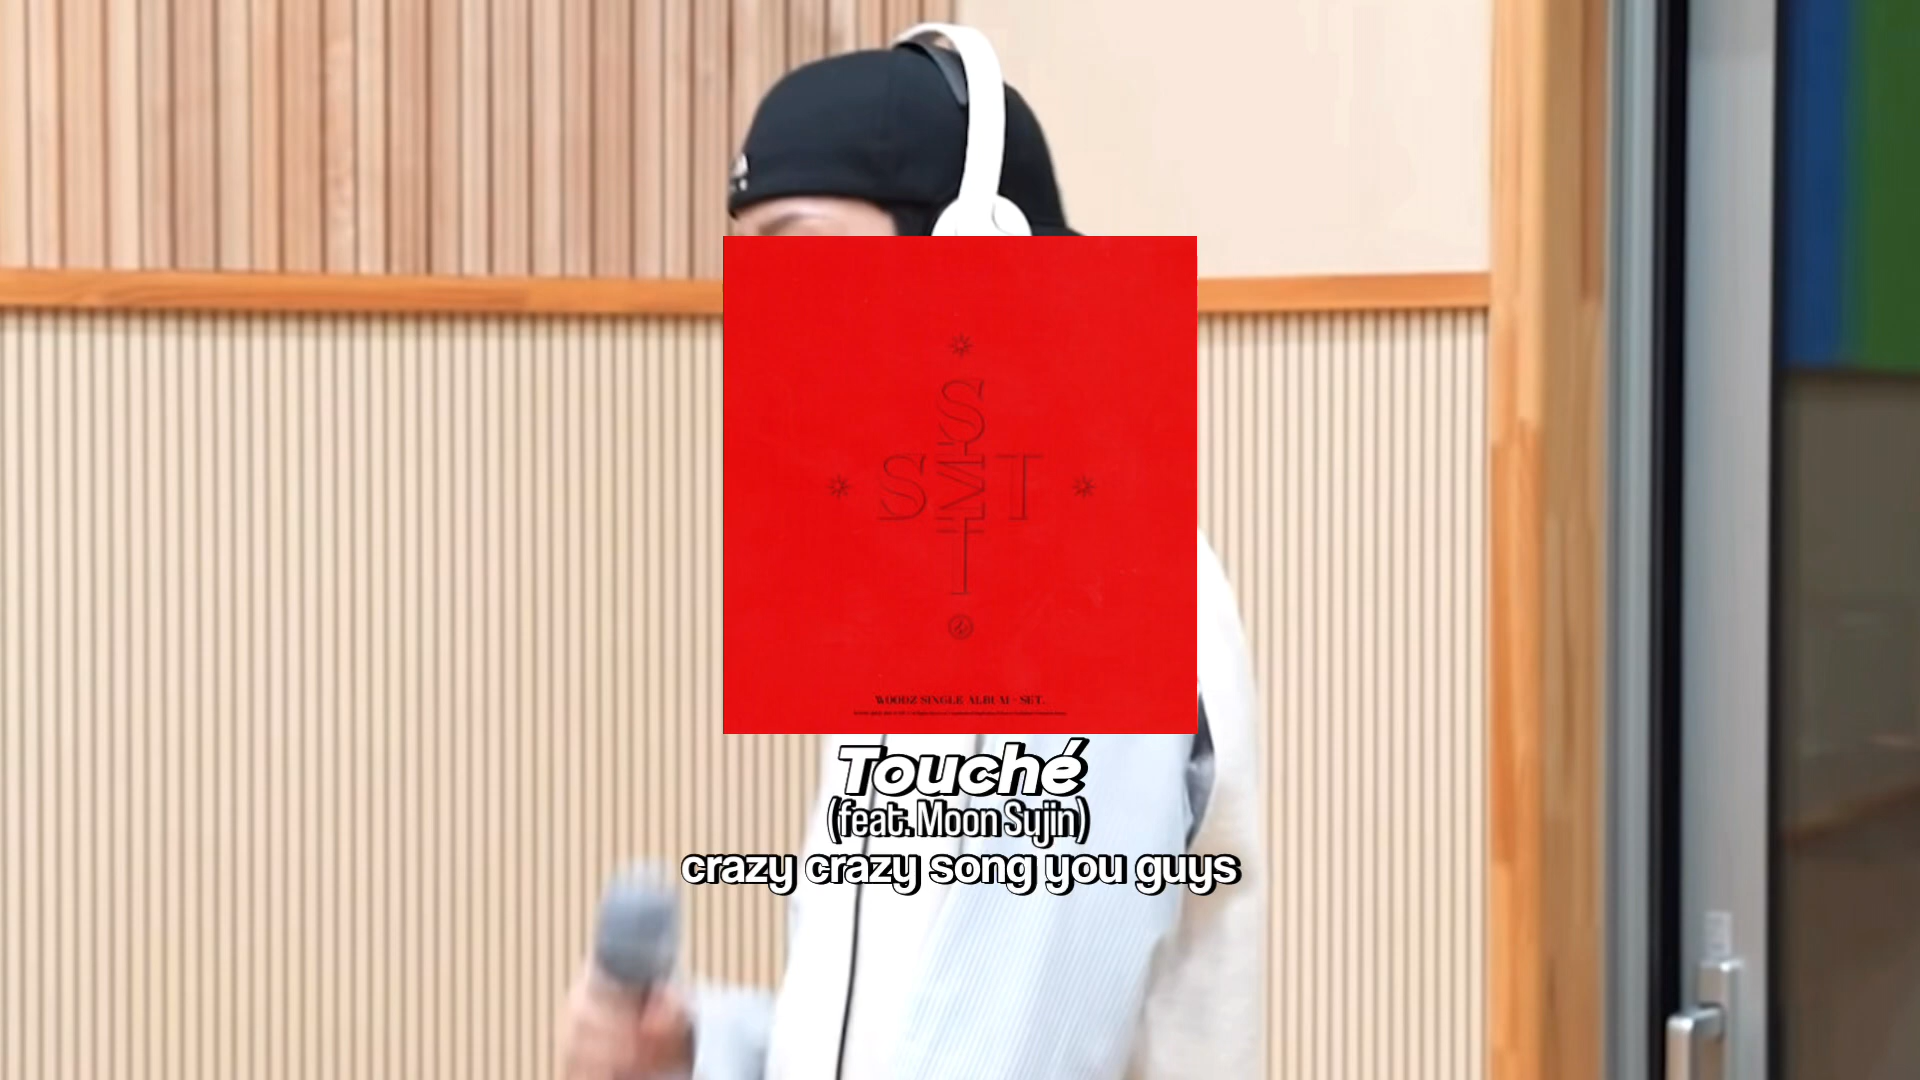 S
SET
T
WOODZ SINGLE ALBUM - SET.
Touché
(feat. Moon Sujin)
crazy crazy song you guys